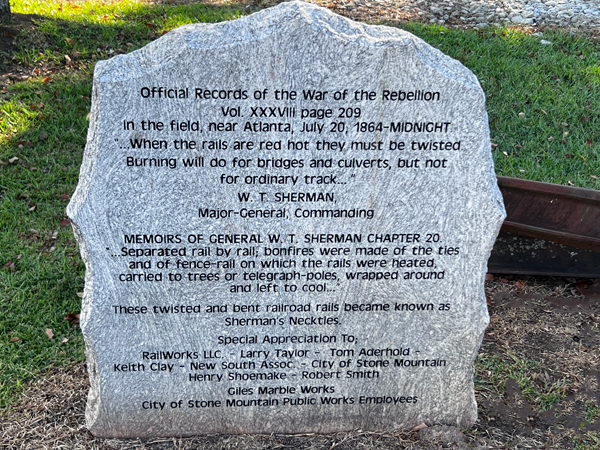 Official Records of the War of the Rebellion
Vol. XXXVIII page 209
In the field, near Atlanta, July 20, 1864-MIDNIGHT
"...When the rails are red hot they must be twisted
Burning will do for bridges and culverts, but not
for ordinary track..."
W. T. SHERMAN,
Major-General, Commanding
MEMOIRS OF GENERAL W. T. SHERMAN CHAPTER 20
"...Separated rail by rail; bonfires were made of the ties
and of fence-rail on which the rails were heated,
carried to trees or telegraph-poles, wrapped around
and left to cool..."
These twisted and bent railroad rails became known as
Sherman's Neckties.
Special Appreciation To;
RailWorks LLC. - Larry Taylor - Tom Aderhold -
Keith Clay - New South Assoc. - City of Stone Mountain
Henry Shoemake - Robert Smith
Giles Marble Works
City of Stone Mountain Public Works Employees